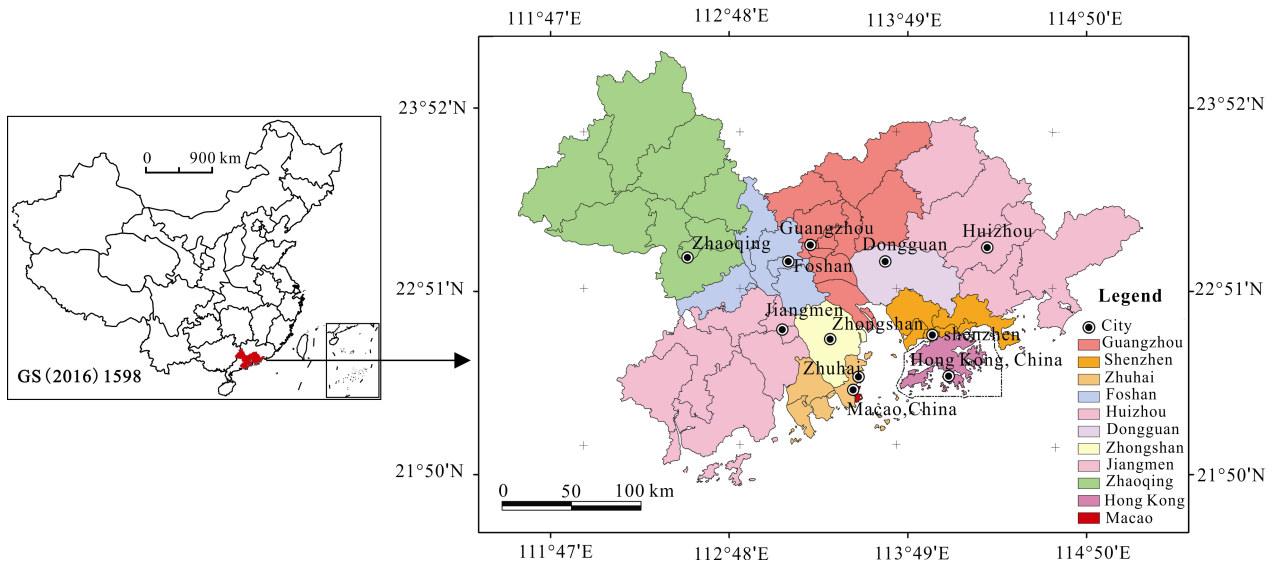 111°47'E 112°48'E 113°49'E 114°50'E
23°52'N 23°52'N
0 900 km
Guangzhou
Huizhou
Zhaoqing
Dongguan
Foshan
22°51'N 22°51'N
Legend
Jiangmen
Zhongshan
City
shenzhen
Guangzhou
Hong Kong, China
Shenzhen
Zhuhai
GS (2016) 1598
Zhuhai
Foshan
Macao,China
Huizhou
Dongguan
Zhongshan
Jiangmen
21°50'N 21°50'N
Zhaoqing
0 50 100 km
Hong Kong
Macao
111°47'E 112°48'E 113°49'E 114°50'E